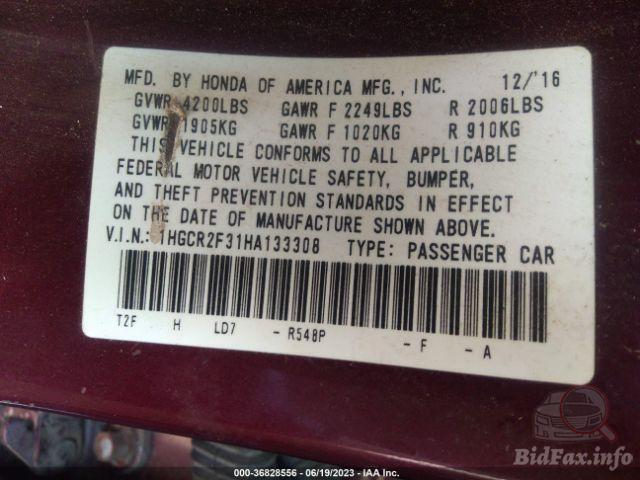 MFD. BY HONDA OF AMERICA MFG., INC. 12/'16
GVWR 4200LBS GAWR F 2249LBS R 2006LBS
GVWR 1905KG GAWR F 1020KG R 910KG
THIS VEHICLE CONFORMS TO ALL APPLICABLE
FEDERAL MOTOR VEHICLE SAFETY, BUMPER,
AND THEFT PREVENTION STANDARDS IN EFFECT
ON THE DATE OF MANUFACTURE SHOWN ABOVE.
V.I.N.: 1HGCR2F31HA133308 TYPE: PASSENGER CAR
T2F H LD7 - R548P - F - A
BidFax.info
000-36828556 - 06/19/2023 - IAA Inc.